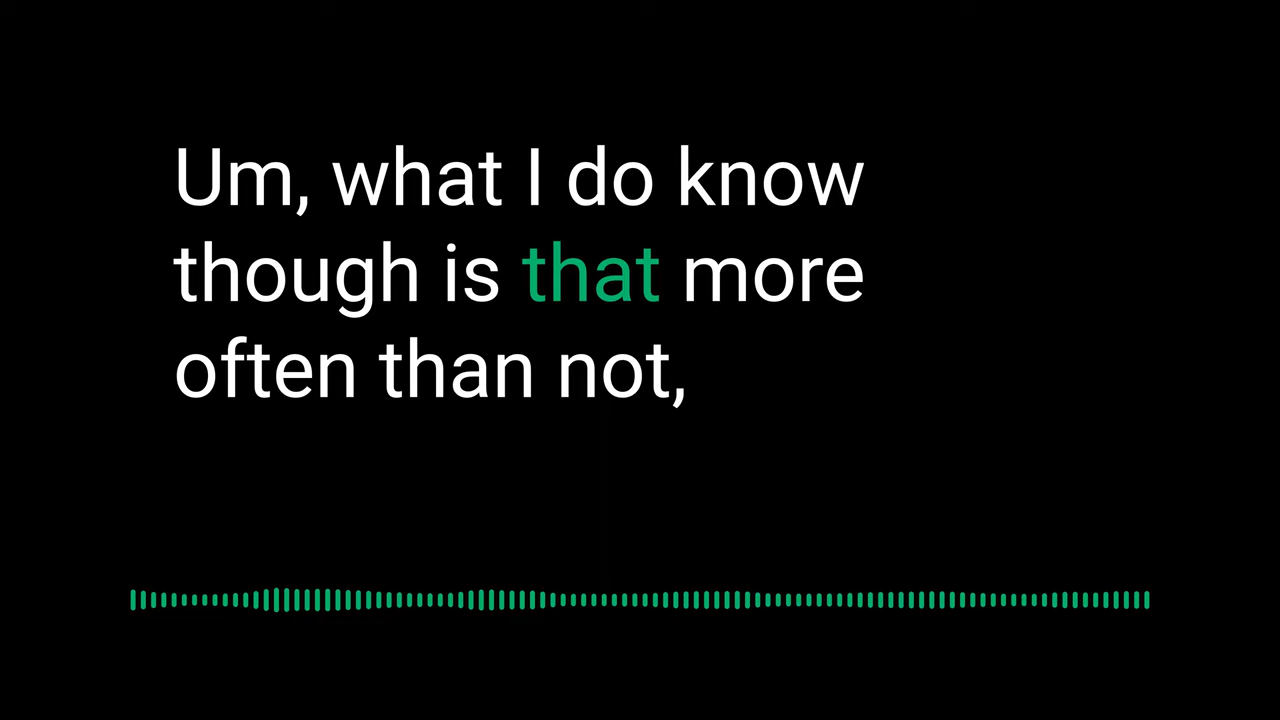 Um, what I do know
though is that more
often than not,